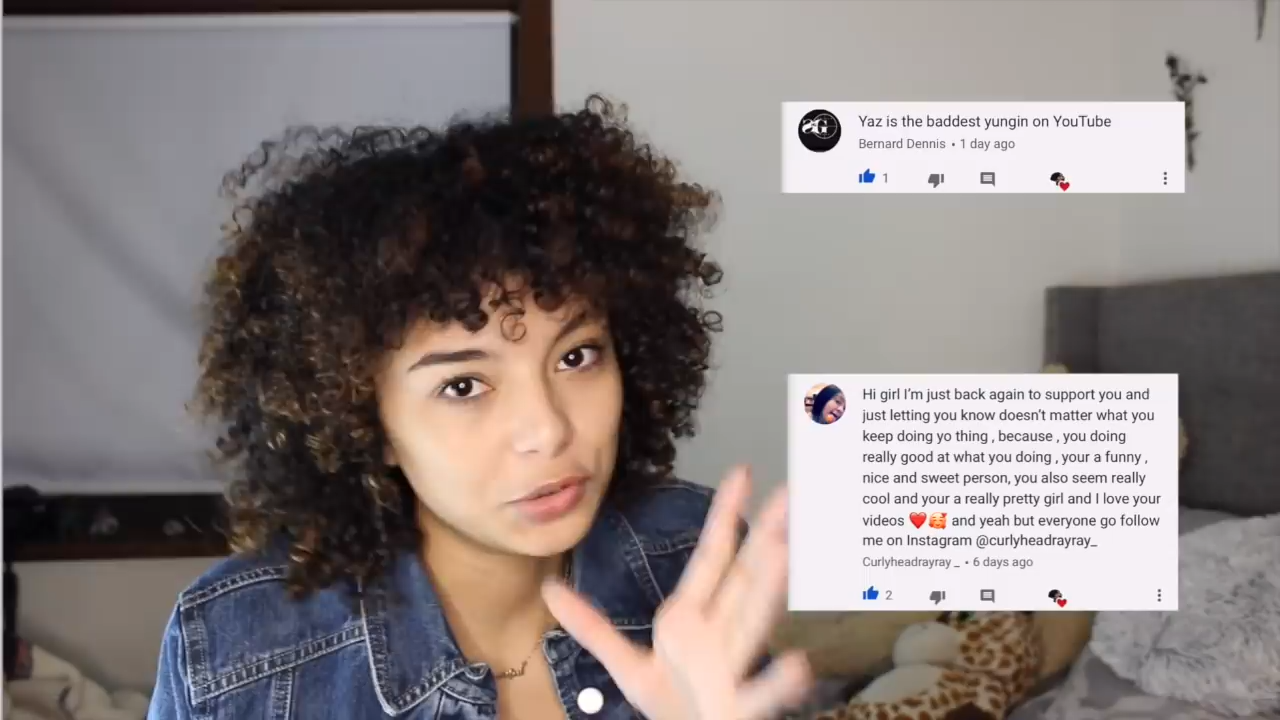 Yaz is the baddest yungin on YouTube
Bernard Dennis • 1 day ago
1
Hi girl I’m just back again to support you and
just letting you know doesn’t matter what you
keep doing yo thing , because , you doing
really good at what you doing , your a funny ,
nice and sweet person, you also seem really
cool and your a really pretty girl and I love your
videos ❤️🥰 and yeah but everyone go follow
me on Instagram @curlyheadrayray_
Curlyheadrayray _ • 6 days ago
2